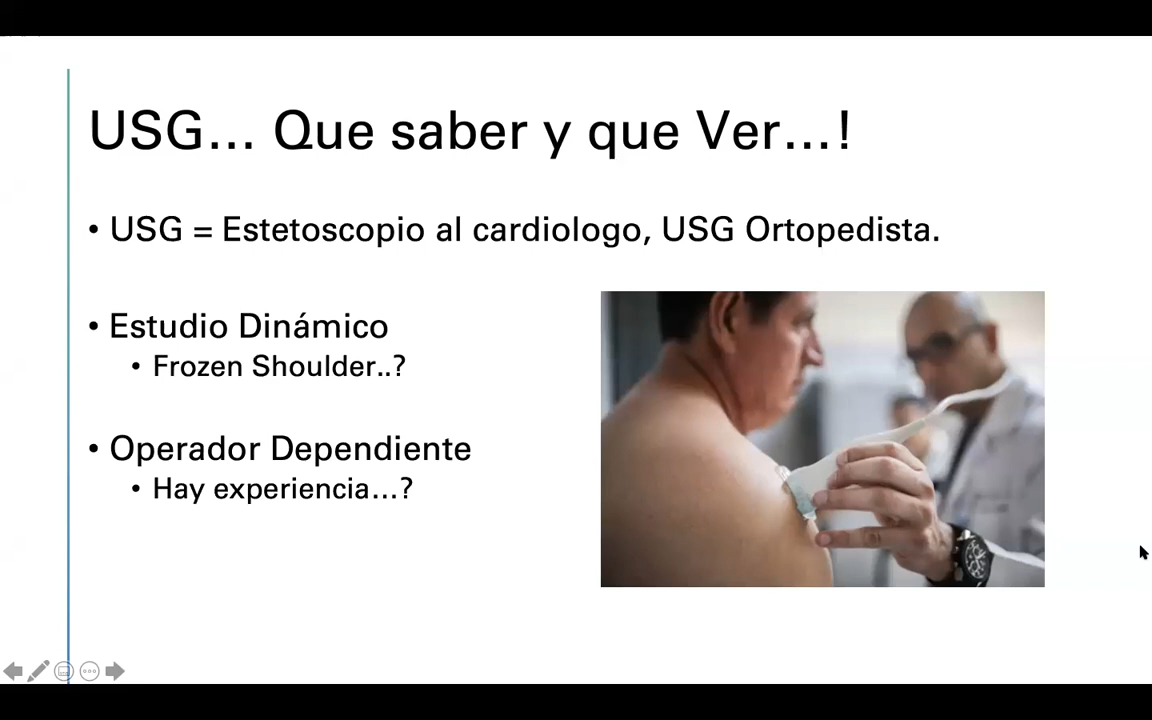 USG... Que saber y que Ver...!
• USG = Estetoscopio al cardiologo, USG Ortopedista.
• Estudio Dinámico
• Frozen Shoulder..?
• Operador Dependiente
• Hay experiencia...?